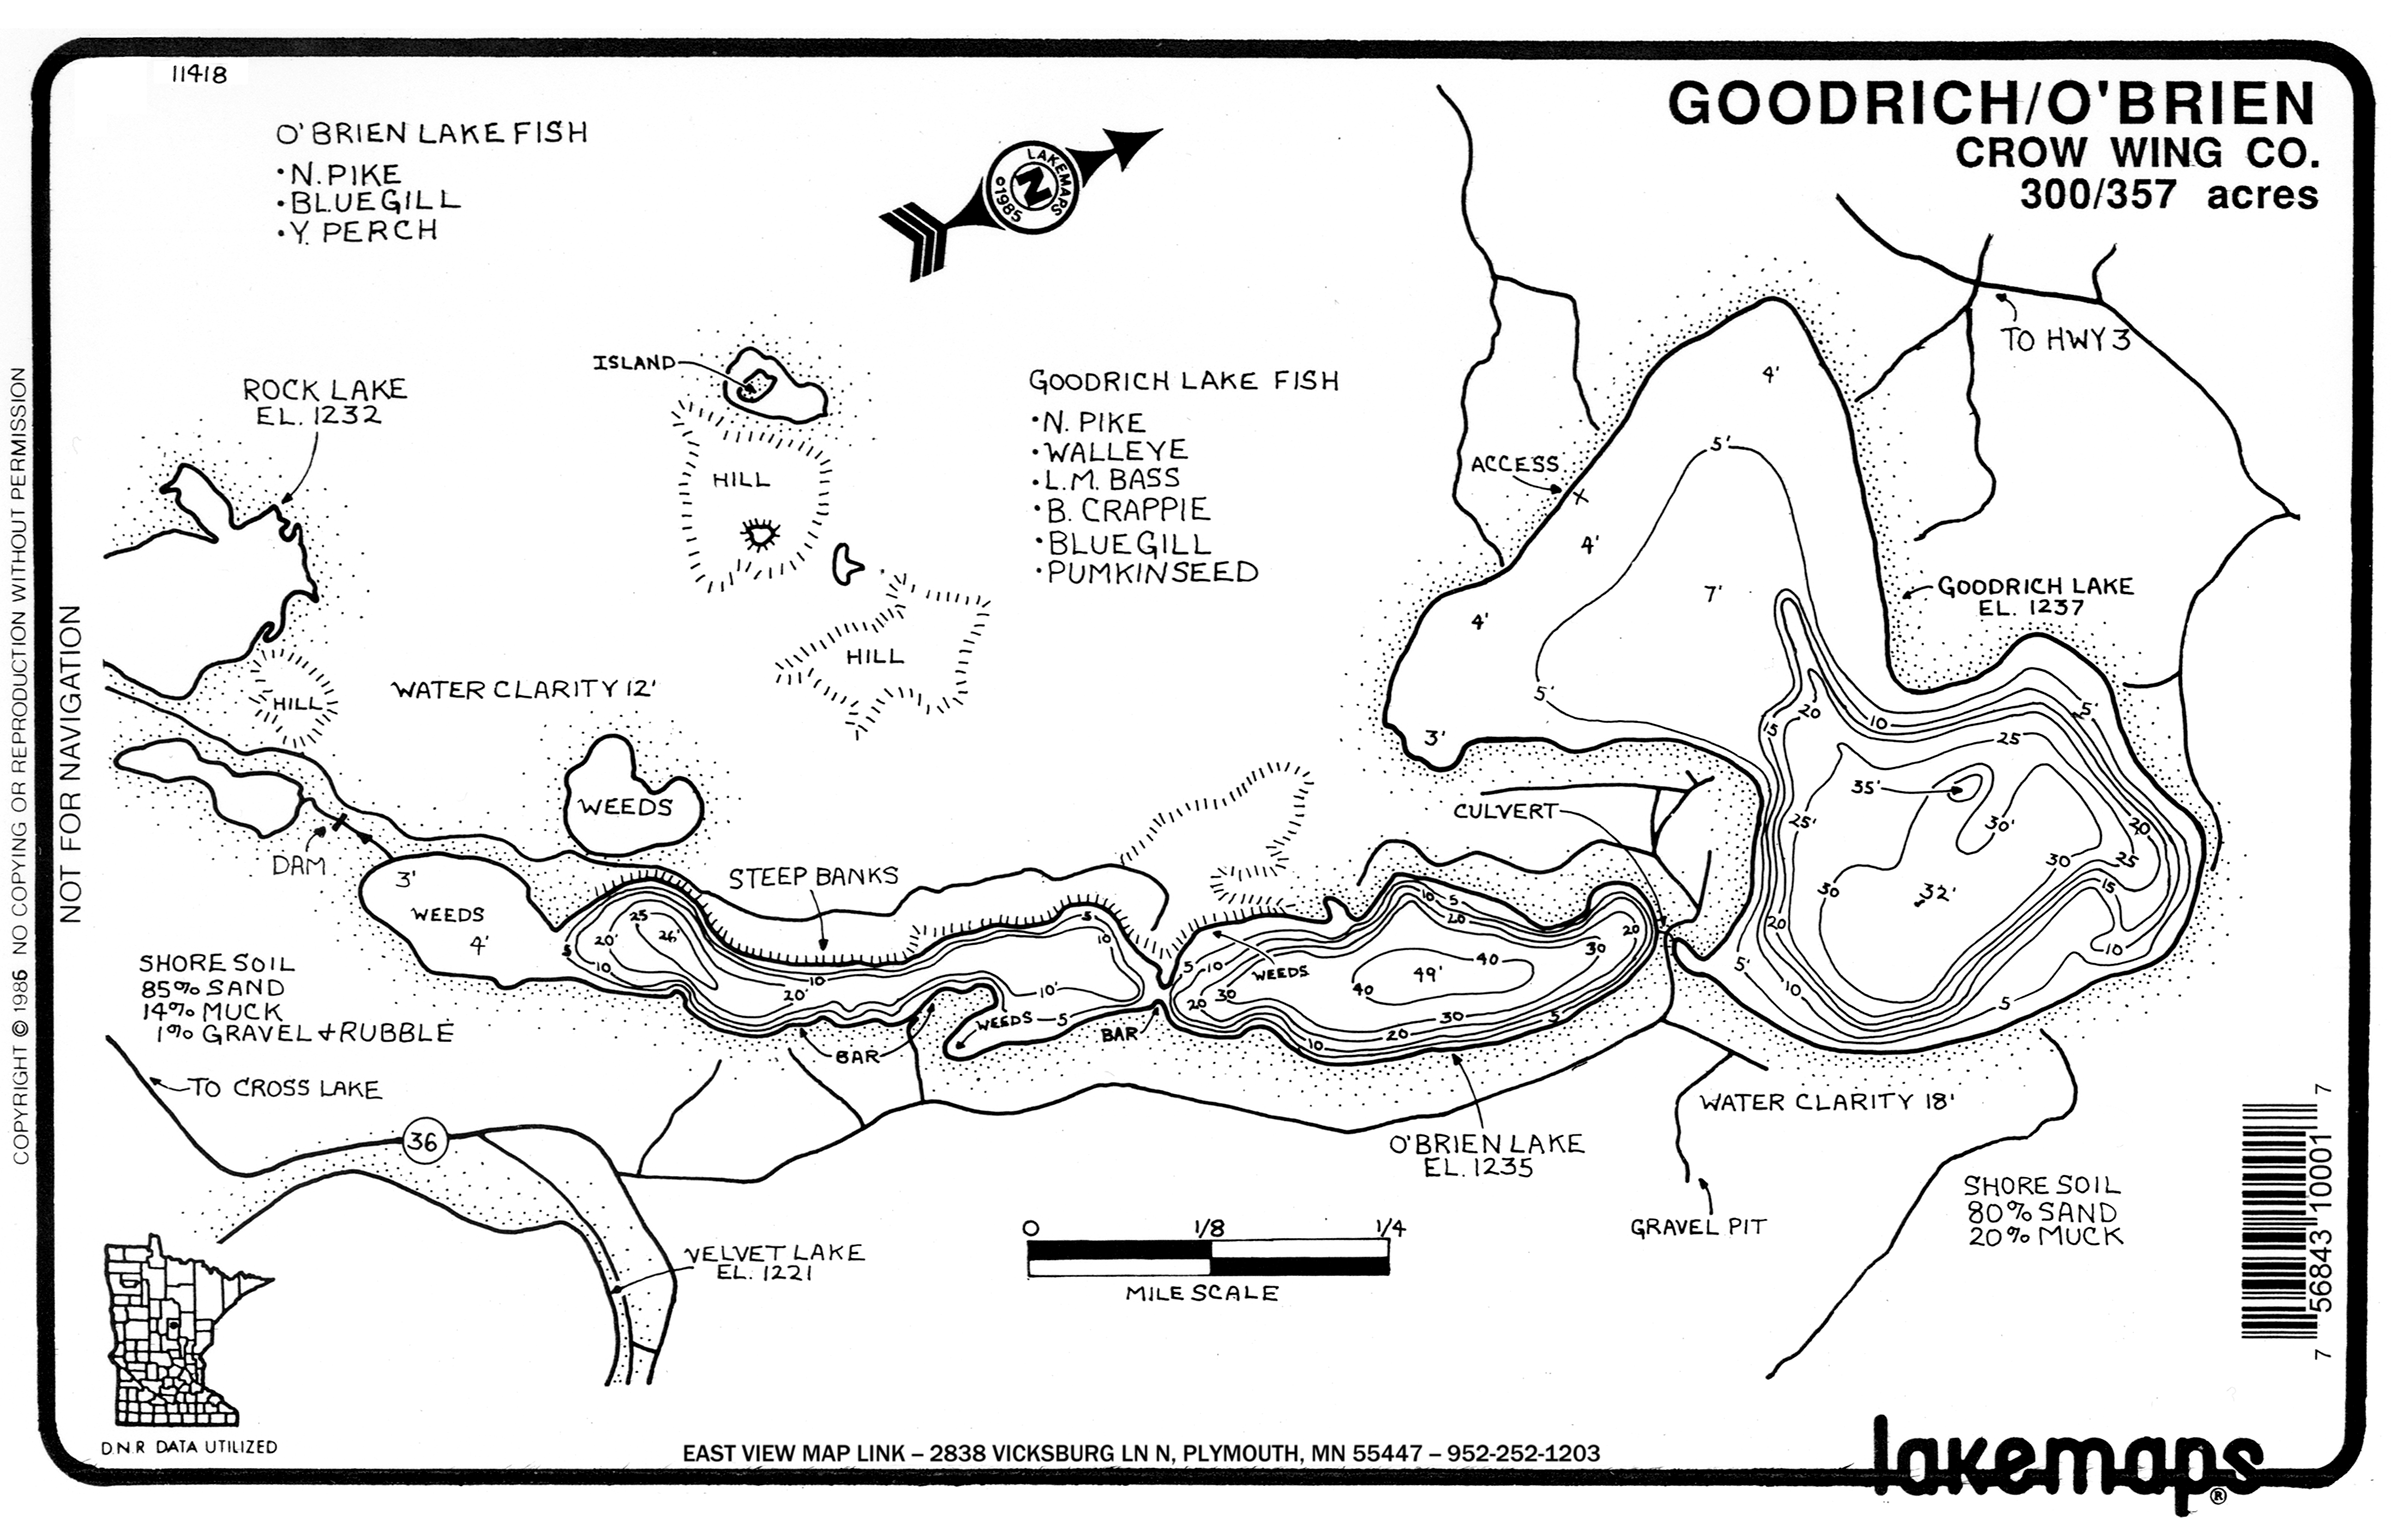 11418
GOODRICH/O'BRIEN
CROW WING CO.
300/357 acres
O'BRIEN LAKE FISH
•N. PIKE
•BLUEGILL
•Y. PERCH
LAKEMAPS
N
©1985
TO HWY 3
ISLAND
ROCK LAKE
EL. 1232
GOODRICH LAKE FISH
•N. PIKE
•WALLEYE
•L.M. BASS
•B. CRAPPIE
•BLUEGILL
•PUMKINSEED
HILL
HILL
HILL
ACCESS
X
4'
5'
4'
7'
4'
5'
3'
GOODRICH LAKE
EL. 1237
WATER CLARITY 12'
WEEDS
DAM
STEEP BANKS
CULVERT
15
20
10
5'
25
35'
25'
30'
20
30
25
30
32'
15
20
10
5'
10
5
3'
WEEDS
4'
25
20'
26'
5
10
5
10
10
20'
10'
WEEDS
5
BAR
BAR
5
10
WEEDS
10
5
20
20
30
40
49'
40
20
30
30
20
5
10
SHORE SOIL
85% SAND
14% MUCK
1% GRAVEL + RUBBLE
TO CROSS LAKE
36
VELVET LAKE
EL. 1221
O'BRIEN LAKE
EL. 1235
WATER CLARITY 18'
GRAVEL PIT
SHORE SOIL
80% SAND
20% MUCK
0 1/8 1/4
MILE SCALE
D.N.R DATA UTILIZED
EAST VIEW MAP LINK – 2838 VICKSBURG LN N, PLYMOUTH, MN 55447 – 952-252-1203
lakemaps®
7 56843 10001 7
NOT FOR NAVIGATION
COPYRIGHT © 1986 NO COPYING OR REPRODUCTION WITHOUT PERMISSION